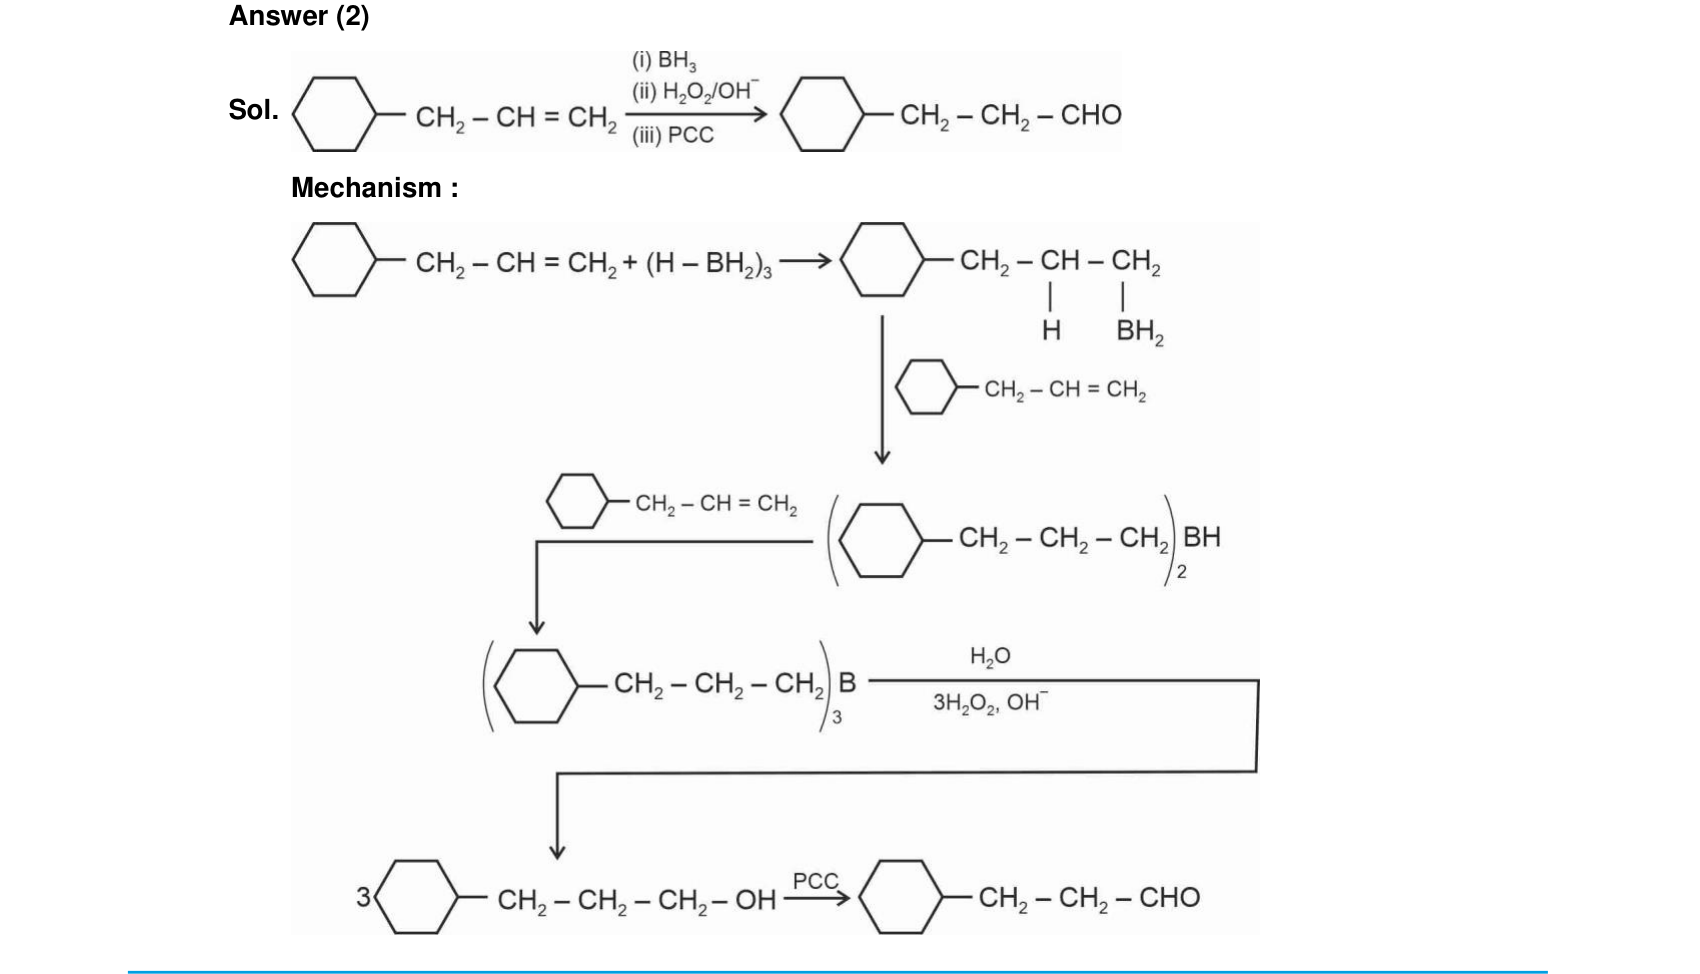 Answer (2)
(i) BH₃
(ii) H₂O₂/OH⁻
Sol. CH₂ – CH = CH₂ CH₂ – CH₂ – CHO
(iii) PCC
Mechanism :
CH₂ – CH = CH₂ + (H – BH₂)₃ CH₂ – CH – CH₂
H BH₂
CH₂ – CH = CH₂
CH₂ – CH = CH₂
( CH₂ – CH₂ – CH₂)₂ BH
( CH₂ – CH₂ – CH₂)₃ B
H₂O
3H₂O₂, OH⁻
3 CH₂ – CH₂ – CH₂ – OH PCC CH₂ – CH₂ – CHO